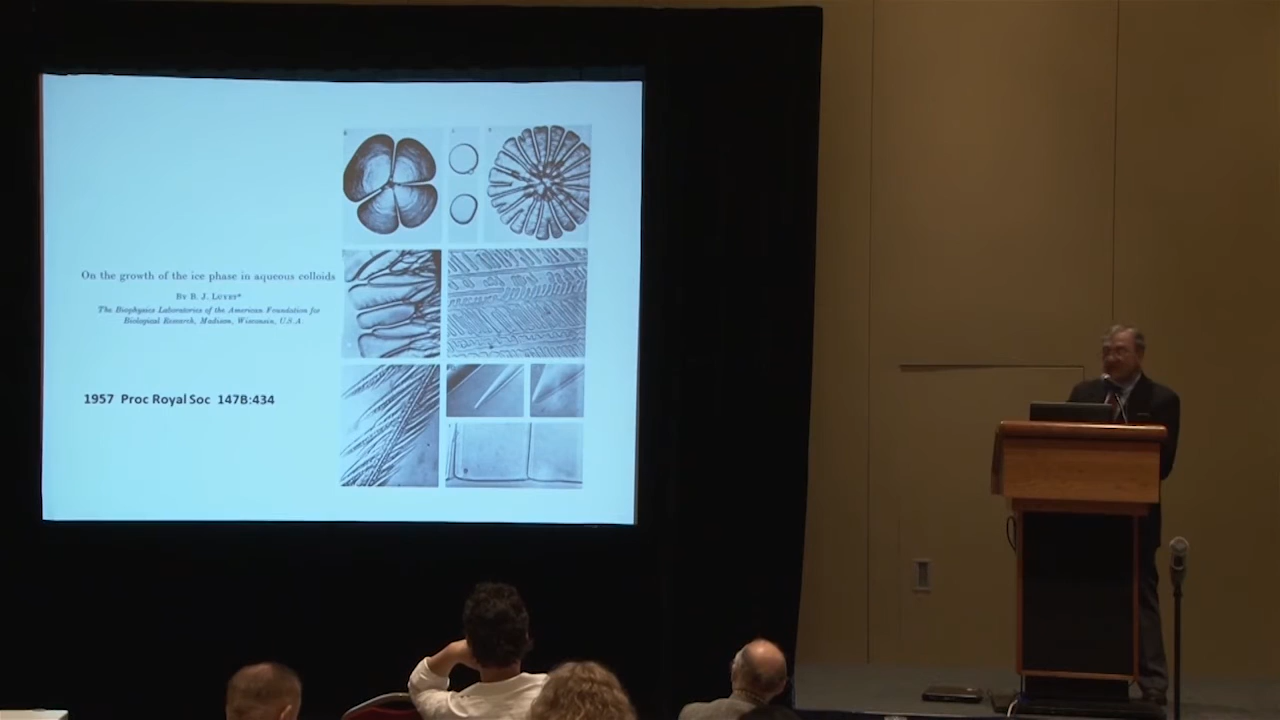 On the growth of the ice phase in aqueous colloids
By B. J. Luyet*
The Biophysics Laboratories of the American Foundation for
Biological Research, Madison, Wisconsin, U.S.A.
1957 Proc Royal Soc 147B:434